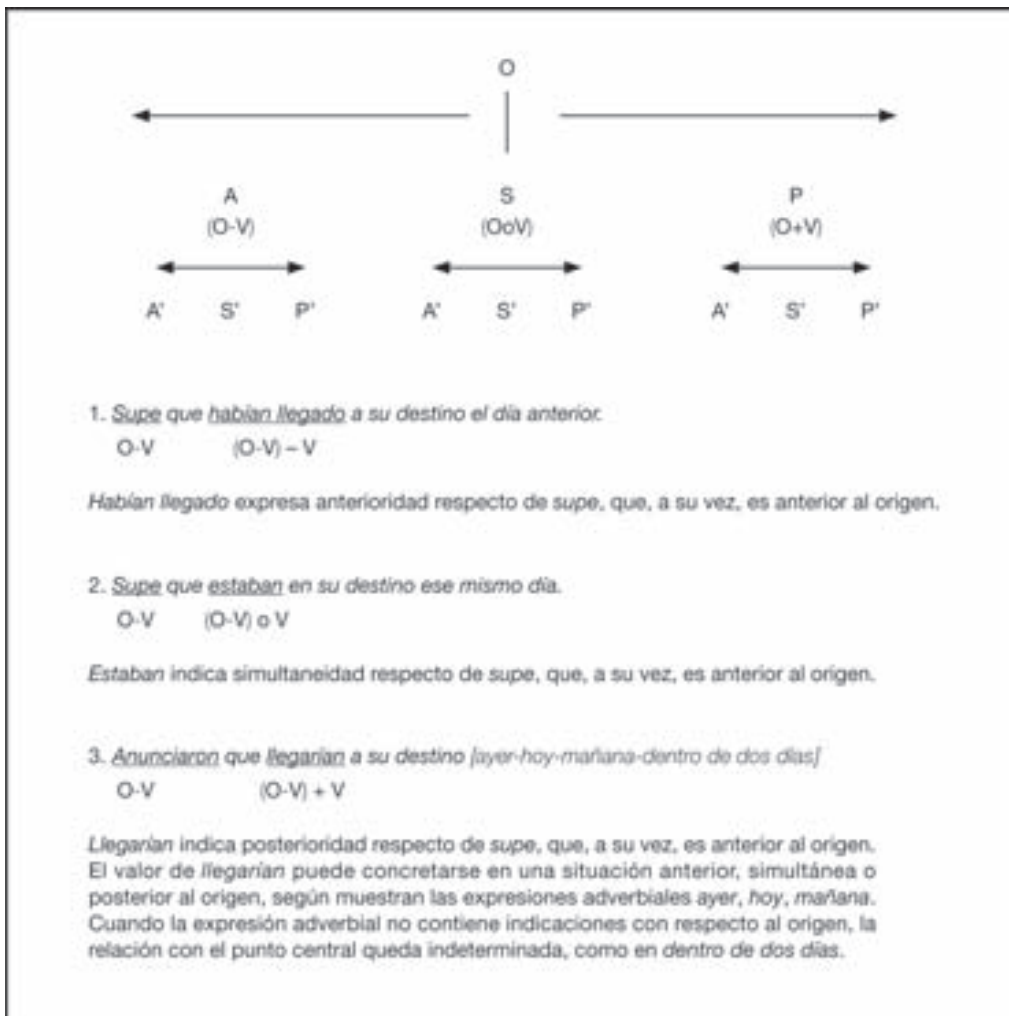 O
A S P
(O-V) (OoV) (O+V)
A' S' P' A' S' P' A' S' P'
1. Supe que habían llegado a su destino el día anterior.
O-V (O-V) – V
Habían llegado expresa anterioridad respecto de supe, que, a su vez, es anterior al origen.
2. Supe que estaban en su destino ese mismo día.
O-V (O-V) o V
Estaban indica simultaneidad respecto de supe, que, a su vez, es anterior al origen.
3. Anunciaron que llegarían a su destino [ayer-hoy-mañana-dentro de dos días]
O-V (O-V) + V
Llegarían indica posterioridad respecto de supe, que, a su vez, es anterior al origen.
El valor de llegarían puede concretarse en una situación anterior, simultánea o
posterior al origen, según muestran las expresiones adverbiales ayer, hoy, mañana.
Cuando la expresión adverbial no contiene indicaciones con respecto al origen, la
relación con el punto central queda indeterminada, como en dentro de dos días.